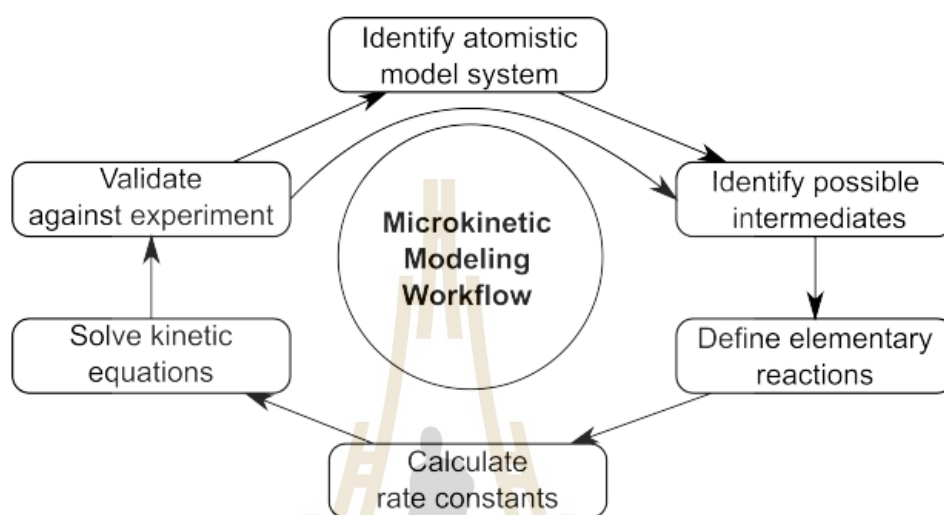 Identify atomistic
model system
Validate
against experiment
Identify possible
intermediates
Microkinetic
Modeling
Workflow
Solve kinetic
equations
Define elementary
reactions
Calculate
rate constants